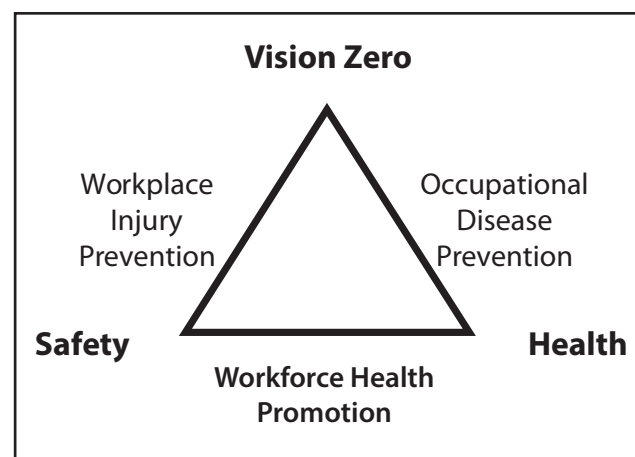 Vision Zero
Workplace
Injury
Prevention
Occupational
Disease
Prevention
Safety
Health
Workforce Health
Promotion